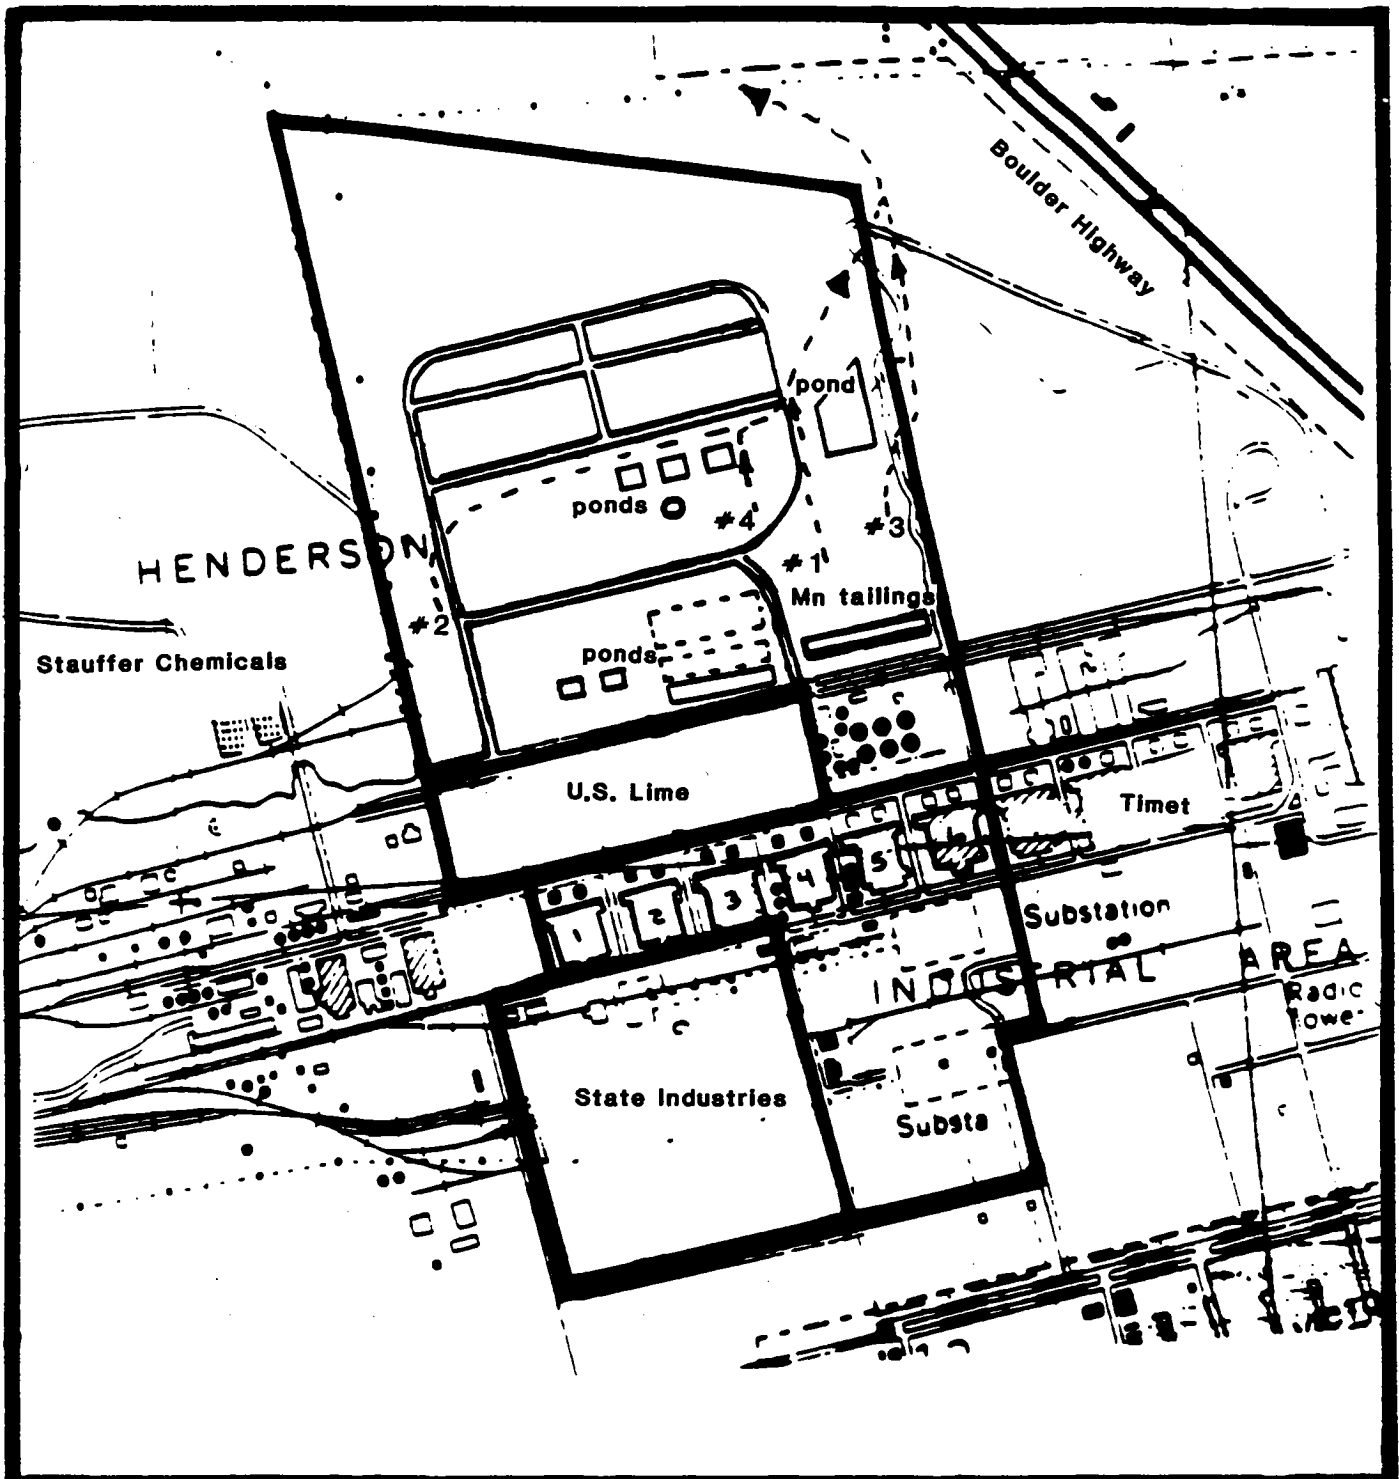 Boulder Highway
pond
ponds
#4
#3
#1
HENDERSON
Mn tailings
#2
ponds
Stauffer Chemicals
U.S. Lime
Timet
1 2 3 4 5 6
Substation
INDUSTRIAL AREA
State Industries
Substa